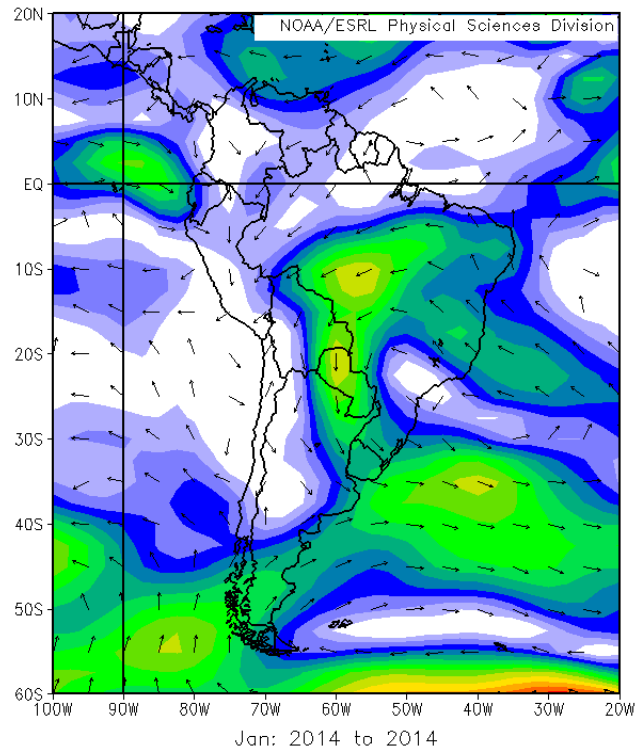 NOAA/ESRL Physical Sciences Division
20N
10N
EQ
10S
20S
30S
40S
50S
60S
100W 90W 80W 70W 60W 50W 40W 30W 20W
Jan: 2014 to 2014